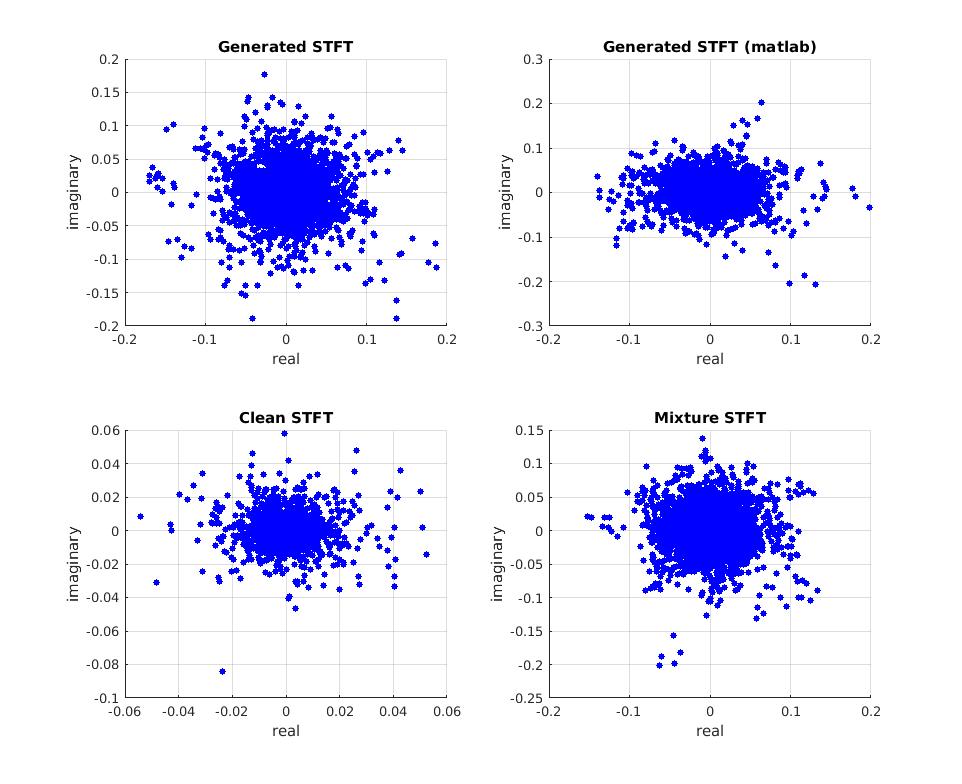 Generated STFT
0.2
0.15
0.1
0.05
0
-0.05
-0.1
-0.15
-0.2
imaginary
-0.2 -0.1 0 0.1 0.2
real
Generated STFT (matlab)
0.3
0.2
0.1
0
-0.1
-0.2
-0.3
imaginary
-0.2 -0.1 0 0.1 0.2
real
Clean STFT
0.06
0.04
0.02
0
-0.02
-0.04
-0.06
-0.08
-0.1
imaginary
-0.06 -0.04 -0.02 0 0.02 0.04 0.06
real
Mixture STFT
0.15
0.1
0.05
0
-0.05
-0.1
-0.15
-0.2
-0.25
imaginary
-0.2 -0.1 0 0.1 0.2
real